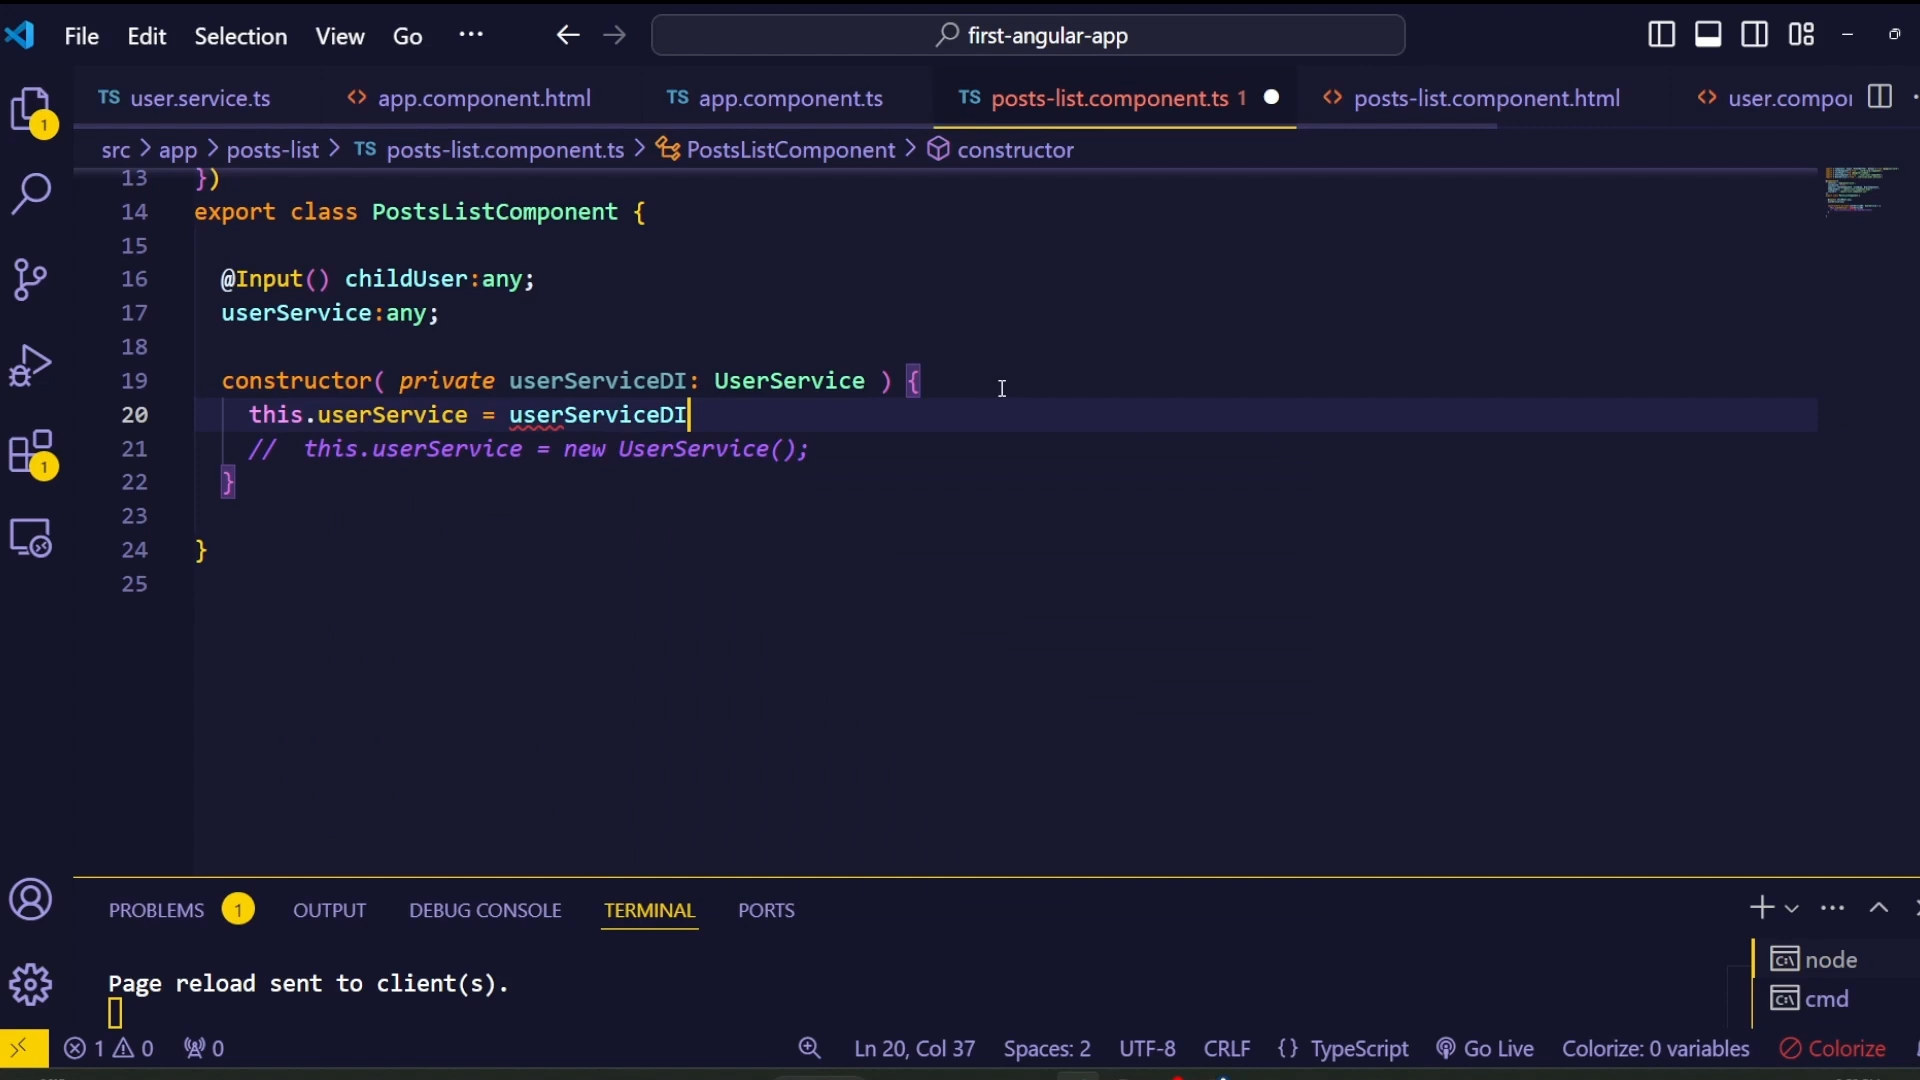 File Edit Selection View Go ··· first-angular-app
TS user.service.ts <> app.component.html TS app.component.ts TS posts-list.component.ts 1 <> posts-list.component.html <> user.compor
src > app > posts-list > TS posts-list.component.ts > PostsListComponent > constructor
13 })
14 export class PostsListComponent {
15
16 @Input() childUser:any;
17 userService:any;
18
19 constructor( private userServiceDI: UserService ) {
20 this.userService = userServiceDI
21 // this.userService = new UserService();
22 }
23
24 }
25
1
1
PROBLEMS 1 OUTPUT DEBUG CONSOLE TERMINAL PORTS
Page reload sent to client(s).
node
cmd
1 0 0 Ln 20, Col 37 Spaces: 2 UTF-8 CRLF {} TypeScript Go Live Colorize: 0 variables Colorize